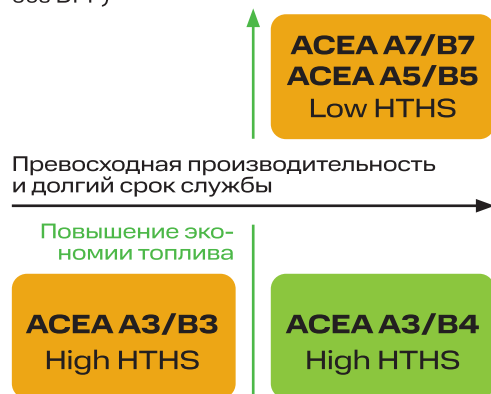 ACEA A7/B7
ACEA A5/B5
Low HTHS
Превосходная производительность
и долгий срок службы
Повышение эко-
номии топлива
ACEA A3/B3
High HTHS
ACEA A3/B4
High HTHS